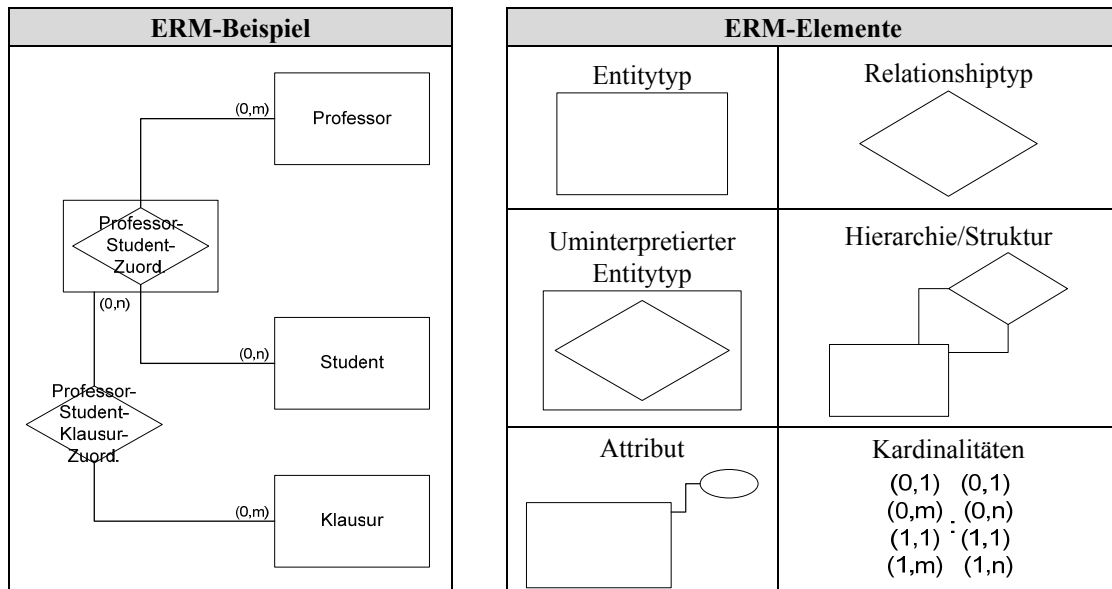 ERM-Beispiel
(0,m)
Professor
Professor-
Student-
Zuord.
(0,n)
(0,n)
Student
Professor-
Student-
Klausur-
Zuord.
(0,m)
Klausur
ERM-Elemente
Entitytyp
Relationshiptyp
Uminterpretierter
Entitytyp
Hierarchie/Struktur
Attribut
Kardinalitäten
(0,1) (0,1)
(0,m) : (0,n)
(1,1) (1,1)
(1,m) (1,n)